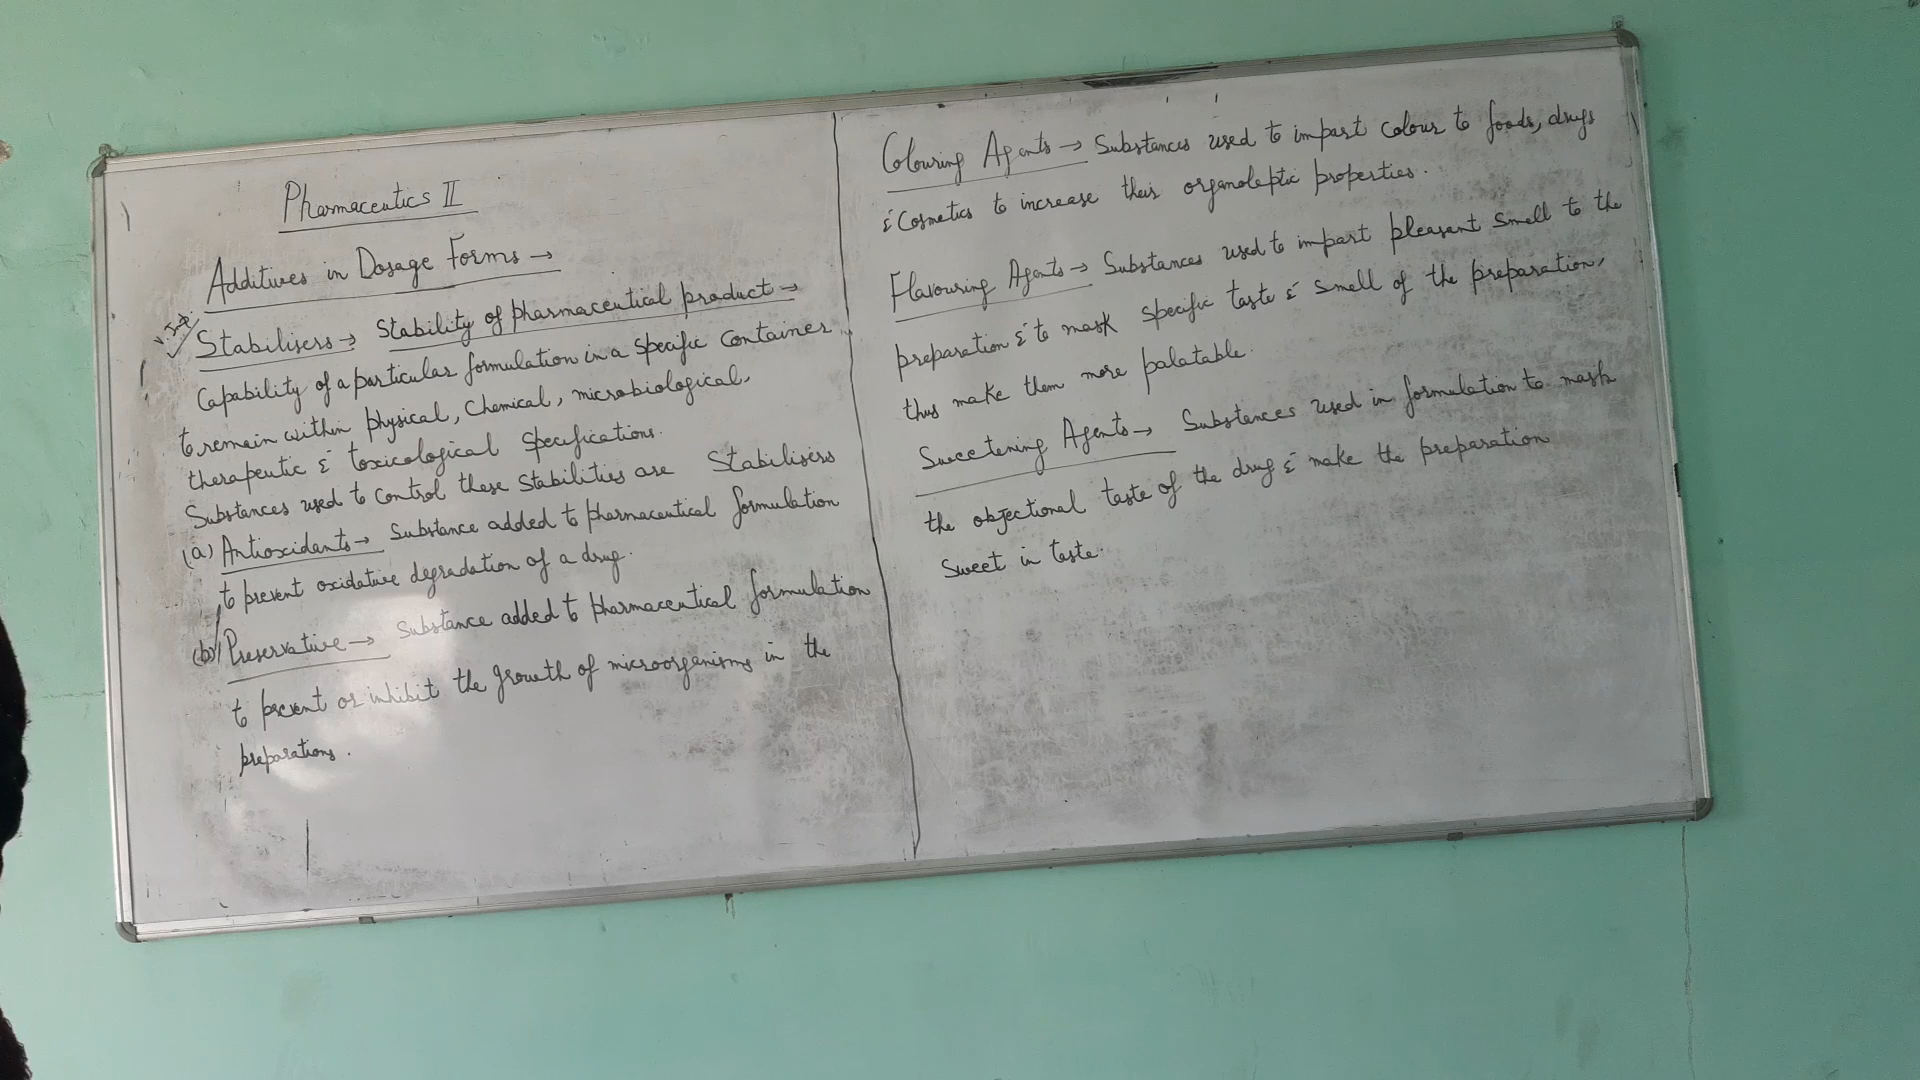 Pharmaceutics II
Additives in Dosage Forms →
V. Imp.
Stabilisers → Stability of pharmaceutical product →
Capability of a particular formulation in a specific container
to remain within physical, Chemical, microbiological,
therapeutic & toxicological specifications.
Substances used to control these stabilities are Stabilisers
(a) Antioxidants → Substance added to pharmaceutical formulation
to prevent oxidative degradation of a drug.
(b) Preservative → Substance added to pharmaceutical formulation
to prevent or inhibit the growth of microorganisms in the
preparations.
Colouring Agents → Substances used to impart colour to foods, drugs
& Cosmetics to increase their organoleptic properties.
Flavouring Agents → Substances used to impart pleasant smell to the
preparation & to mask specific taste & smell of the preparation,
thus make them more palatable.
Sweetening Agents → Substances used in formulation to mask
the objectional taste of the drug & make the preparation
sweet in taste.